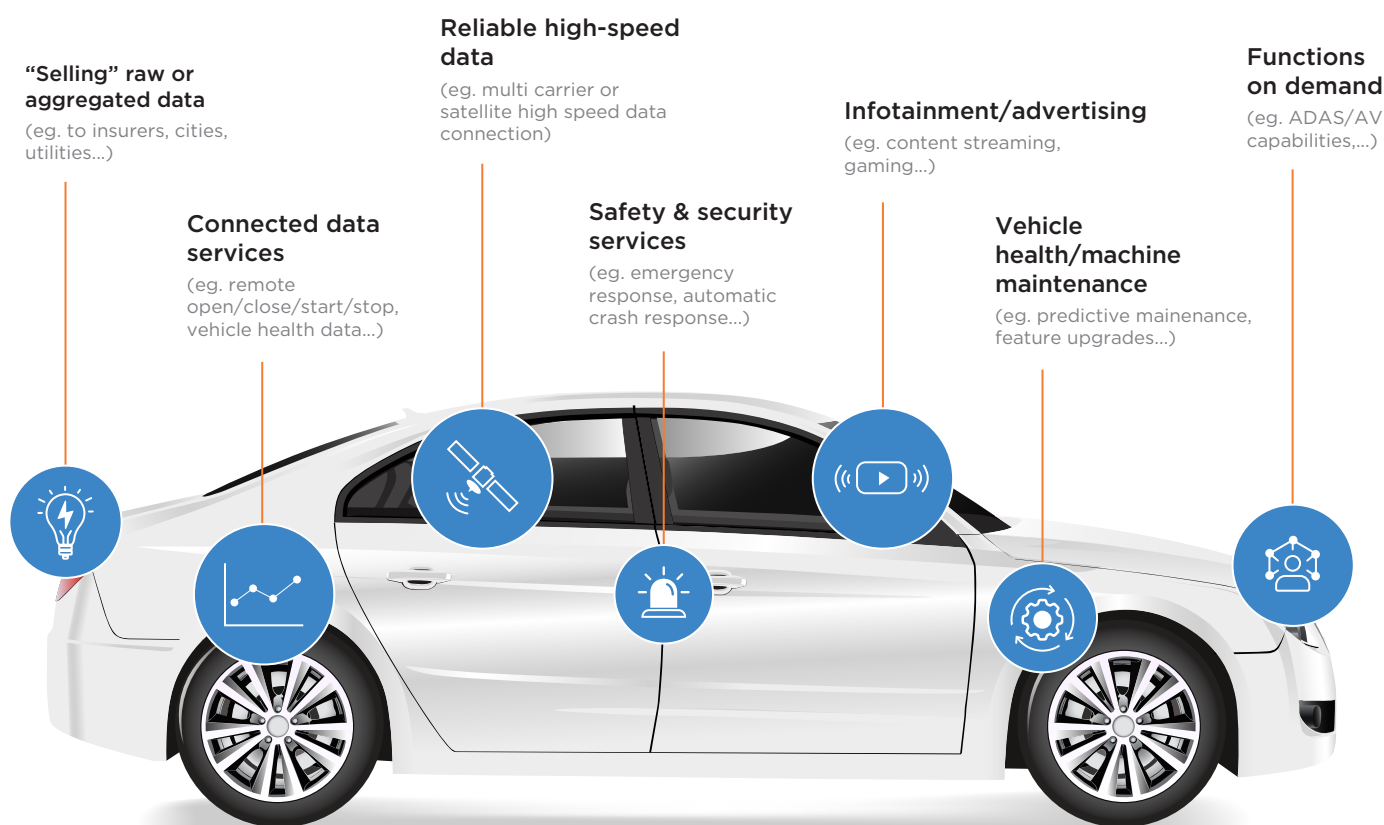 “Selling” raw or
aggregated data
(eg. to insurers, cities,
utilities...)
Connected data
services
(eg. remote
open/close/start/stop,
vehicle health data...)
Reliable high-speed
data
(eg. multi carrier or
satellite high speed data
connection)
Safety & security
services
(eg. emergency
response, automatic
crash response...)
Infotainment/advertising
(eg. content streaming,
gaming...)
Vehicle
health/machine
maintenance
(eg. predictive mainenance,
feature upgrades...)
Functions
on demand
(eg. ADAS/AV
capabilities,...)